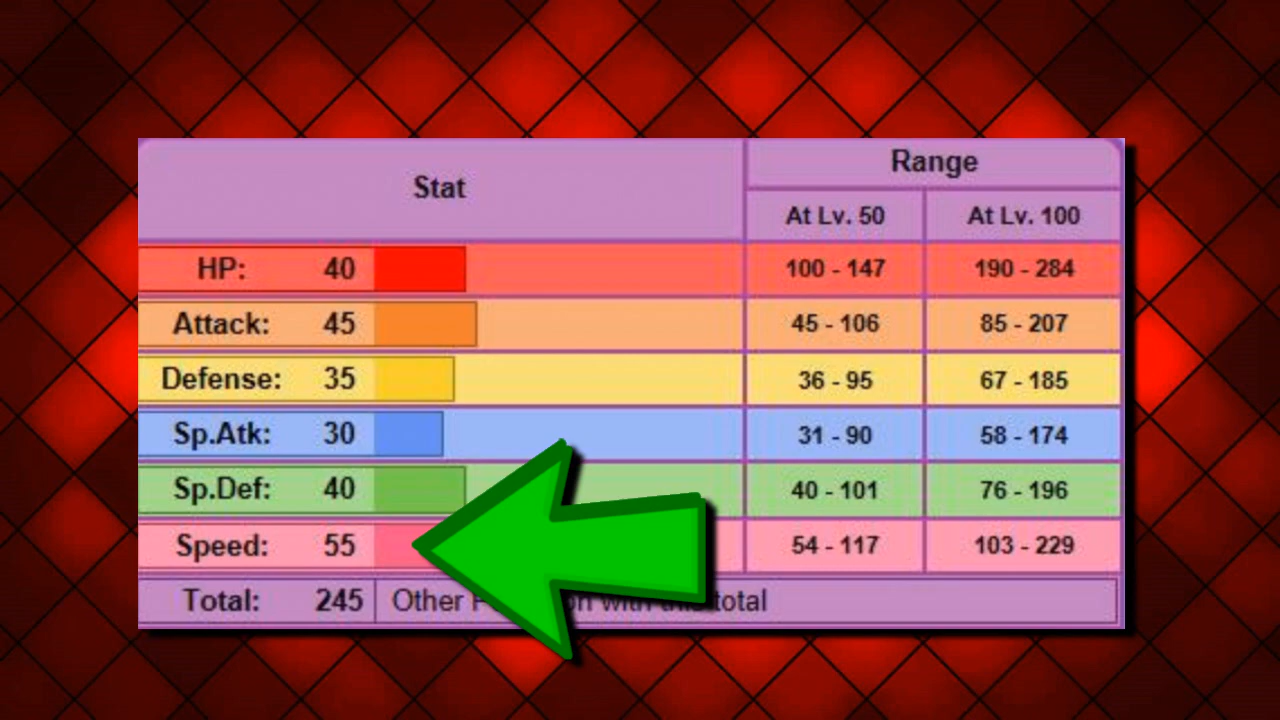 Stat Range
At Lv. 50 At Lv. 100
HP: 40 100 - 147 190 - 284
Attack: 45 45 - 106 85 - 207
Defense: 35 36 - 95 67 - 185
Sp.Atk: 30 31 - 90 58 - 174
Sp.Def: 40 40 - 101 76 - 196
Speed: 55 54 - 117 103 - 229
Total: 245 Other with this total